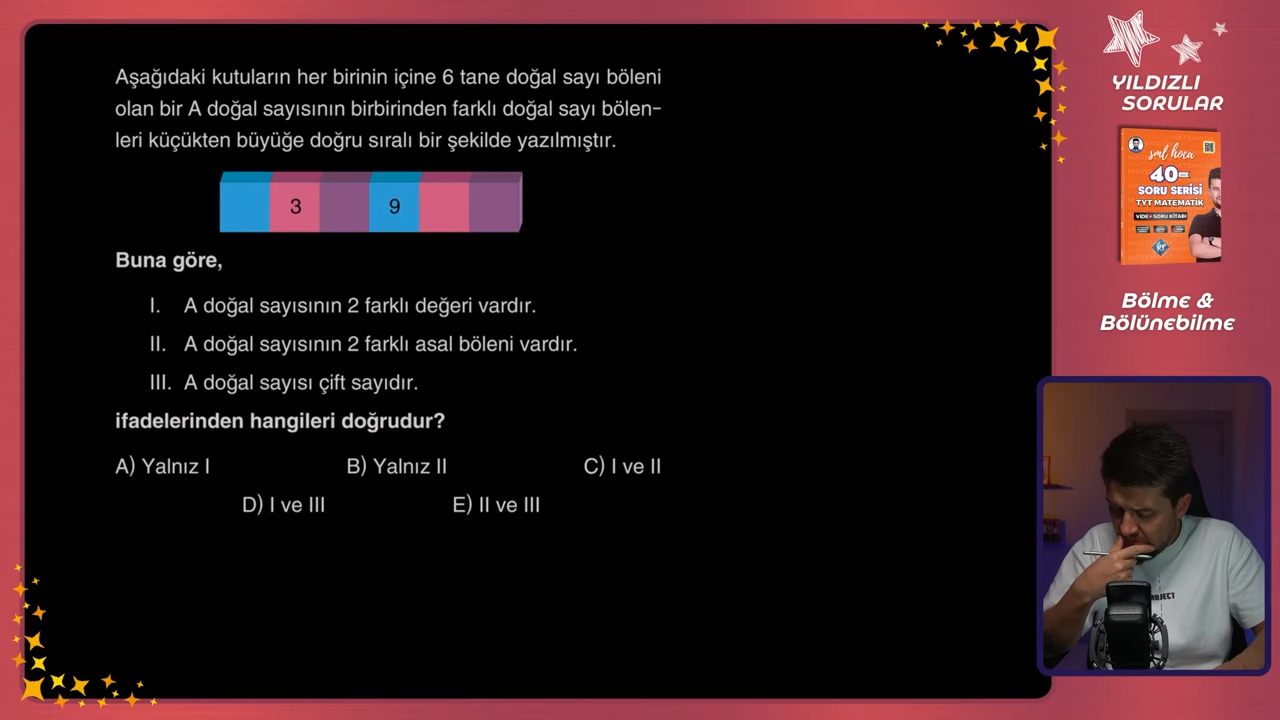 Aşağıdaki kutuların her birinin içine 6 tane doğal sayı böleni
olan bir A doğal sayısının birbirinden farklı doğal sayı bölen-
leri küçükten büyüğe doğru sıralı bir şekilde yazılmıştır.
3 9
Buna göre,
I. A doğal sayısının 2 farklı değeri vardır.
II. A doğal sayısının 2 farklı asal böleni vardır.
III. A doğal sayısı çift sayıdır.
ifadelerinden hangileri doğrudur?
A) Yalnız I B) Yalnız II C) I ve II
D) I ve III E) II ve III
YILDIZLI
SORULAR
sml hoca
40
SORU SERİSİ
TYT MATEMATİK
Bölme &
Bölünebilme